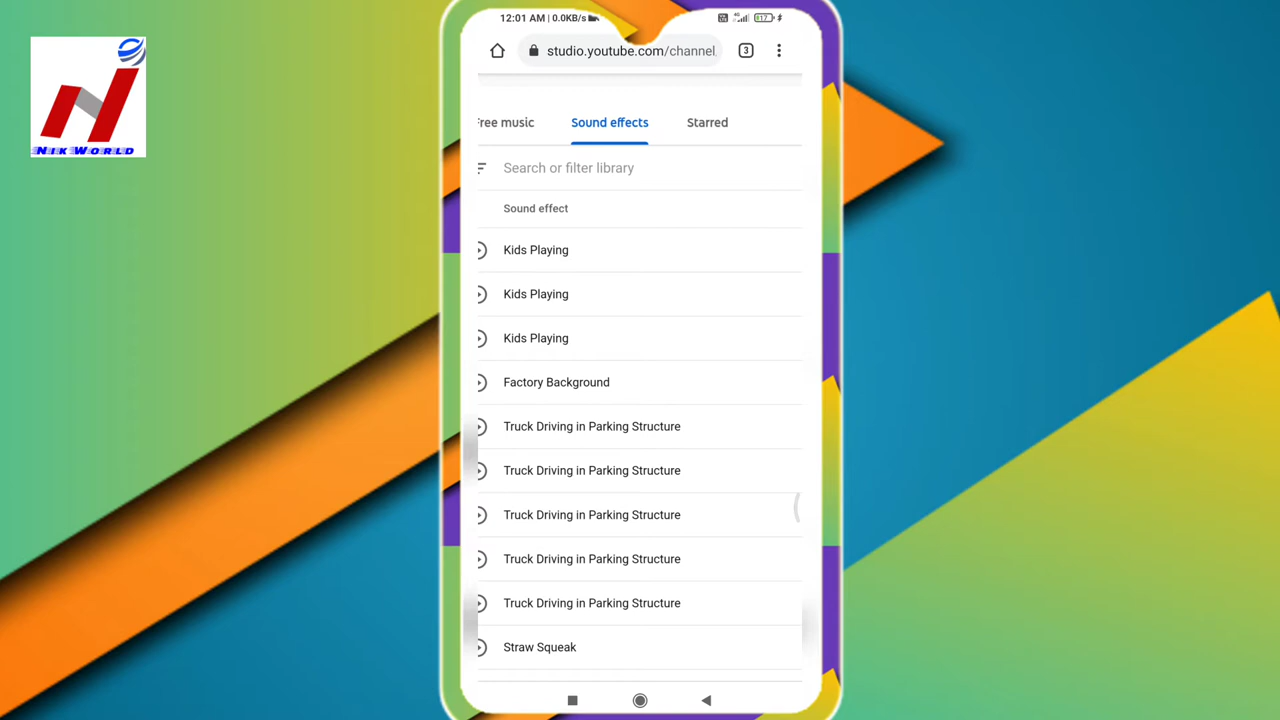 12:01 AM | 0.0KB/s
4G
17
studio.youtube.com/channel
3
Free music
Sound effects
Starred
Search or filter library
Sound effect
Kids Playing
Kids Playing
Kids Playing
Factory Background
Truck Driving in Parking Structure
Truck Driving in Parking Structure
Truck Driving in Parking Structure
Truck Driving in Parking Structure
Truck Driving in Parking Structure
Straw Squeak
NIK WORLD